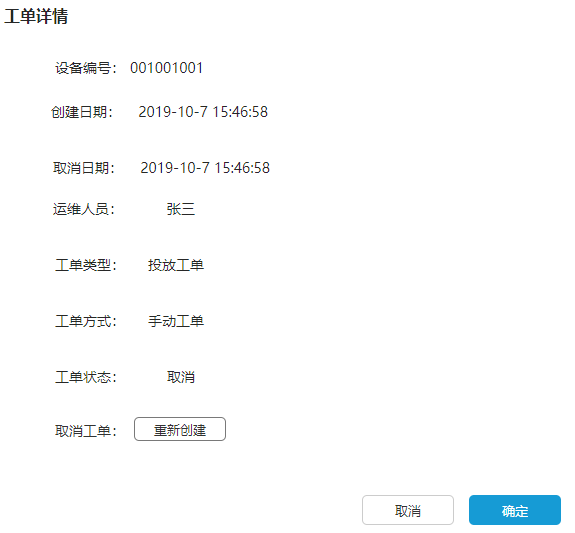 工单详情
设备编号： 001001001
创建日期： 2019-10-7 15:46:58
取消日期： 2019-10-7 15:46:58
运维人员： 张三
工单类型： 投放工单
工单方式： 手动工单
工单状态： 取消
取消工单： 重新创建
取消 确定